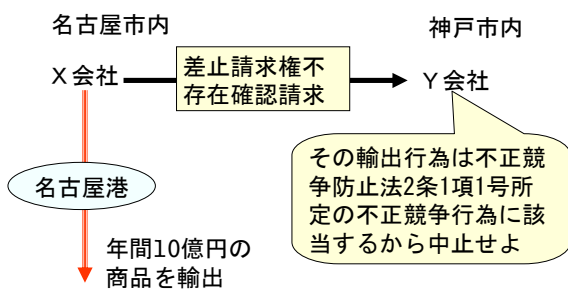 名古屋市内
神戸市内
X会社
差止請求権不
存在確認請求
Y会社
その輸出行為は不正競
争防止法2条1項1号所
定の不正競争行為に該
当するから中止せよ
名古屋港
年間10億円の
商品を輸出